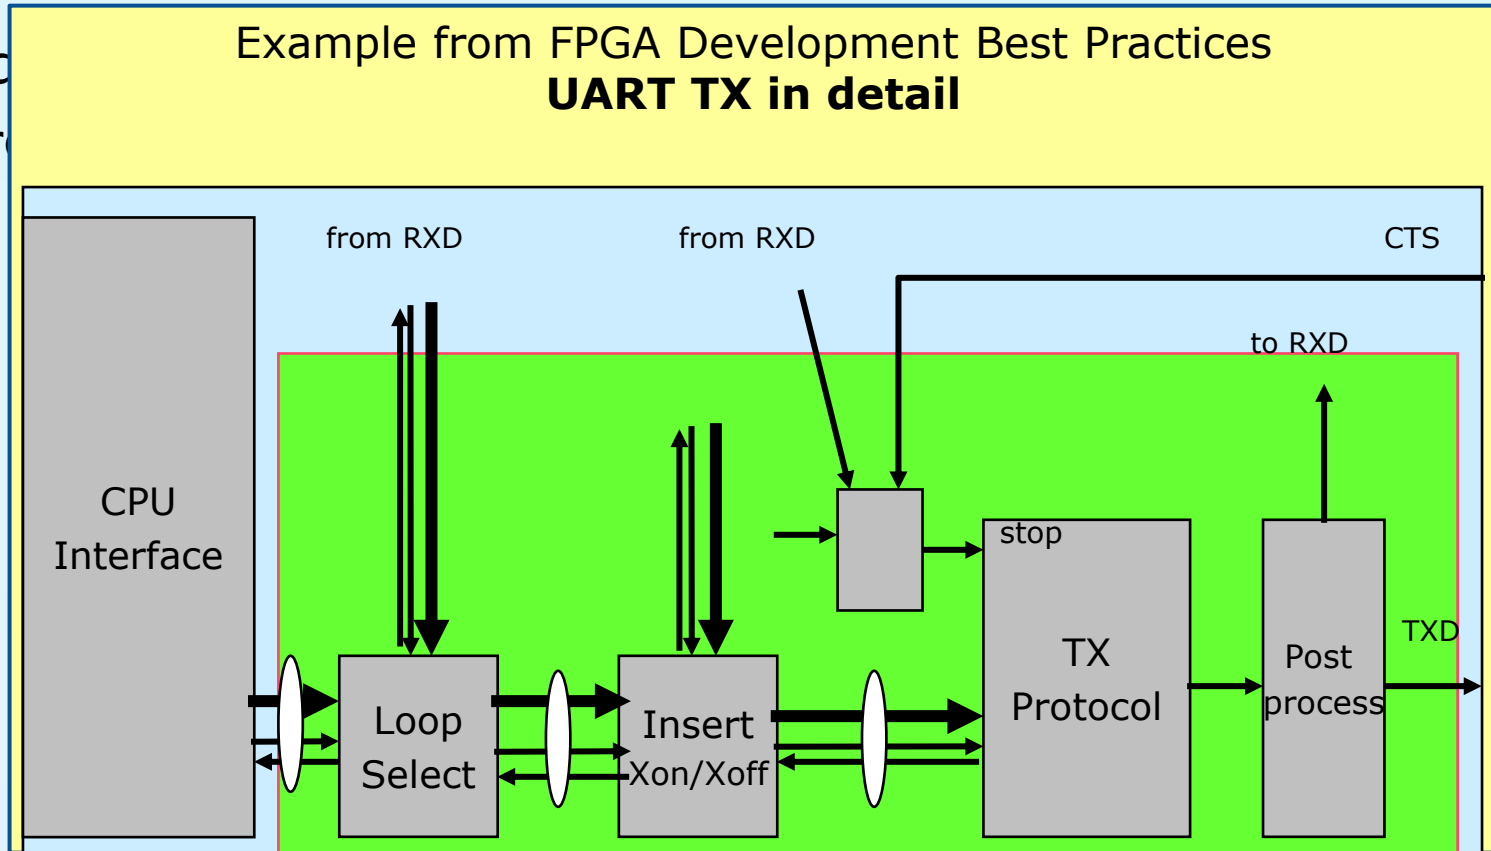 Example from FPGA Development Best Practices
UART TX in detail
from RXD
from RXD
CTS
to RXD
CPU
Interface
stop
TX
Protocol
TXD
Post
process
Loop
Select
Insert
Xon/Xoff